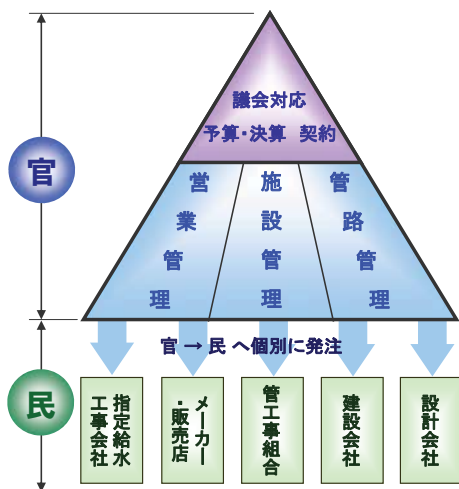 議会対応
予算・決算 契約
官
営業管理
施設管理
管路管理
官 → 民 へ個別に発注
民
指定給水
工事会社
メーカー
・販売店
管工事組合
建設会社
設計会社